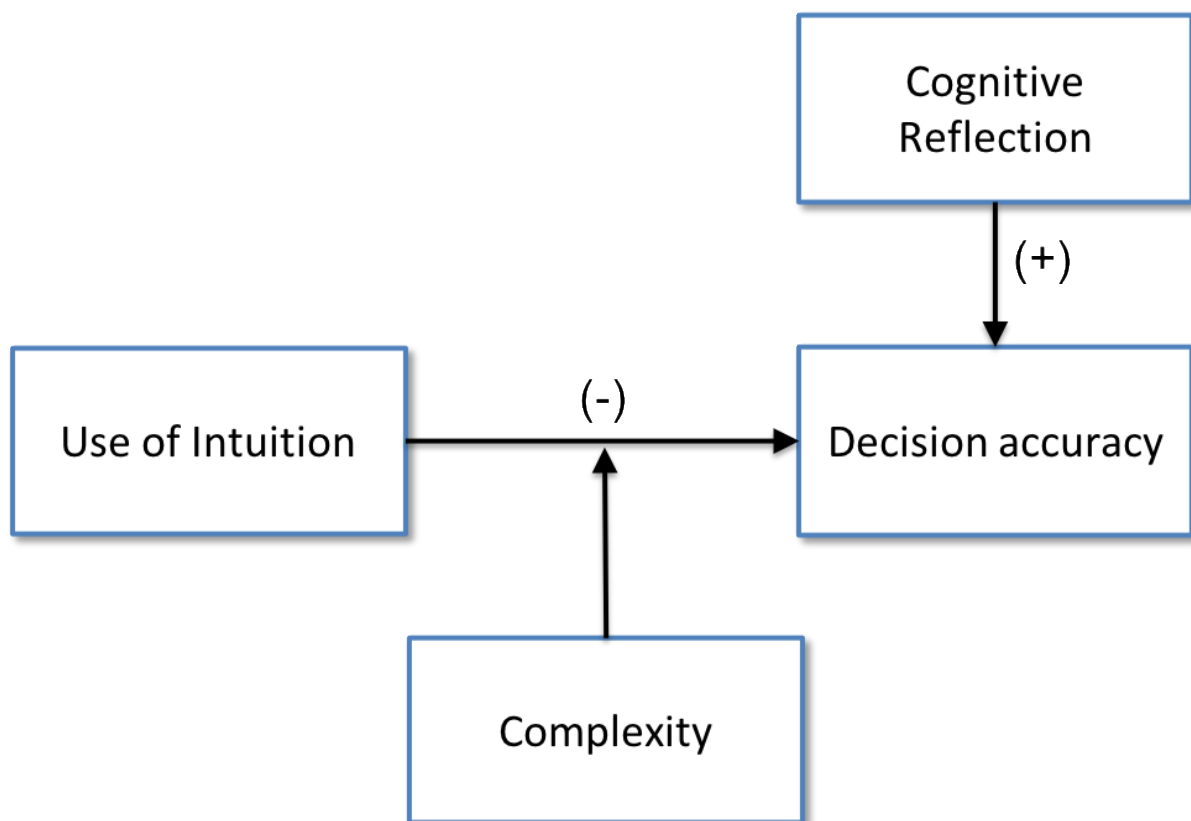 Cognitive
Reflection
(+)
(-)
Use of Intuition
Decision accuracy
Complexity